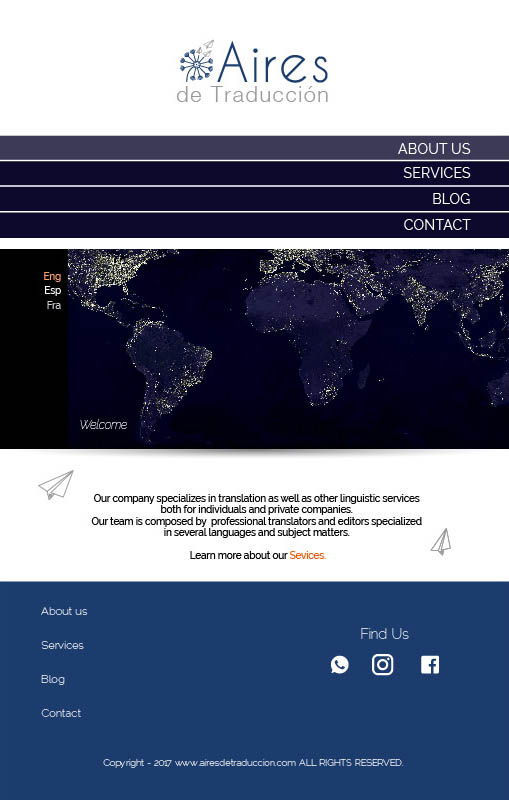 Aires
de Traducción
ABOUT US
SERVICES
BLOG
CONTACT
Eng
Esp
Fra
Welcome
Our company specializes in translation as well as other linguistic services
both for individuals and private companies.
Our team is composed by professional translators and editors specialized
in several languages and subject matters.
Learn more about our Sevices.
About us
Services
Blog
Contact
Find Us
Copyright - 2017 www.airesdetraduccion.com ALL RIGHTS RESERVED.